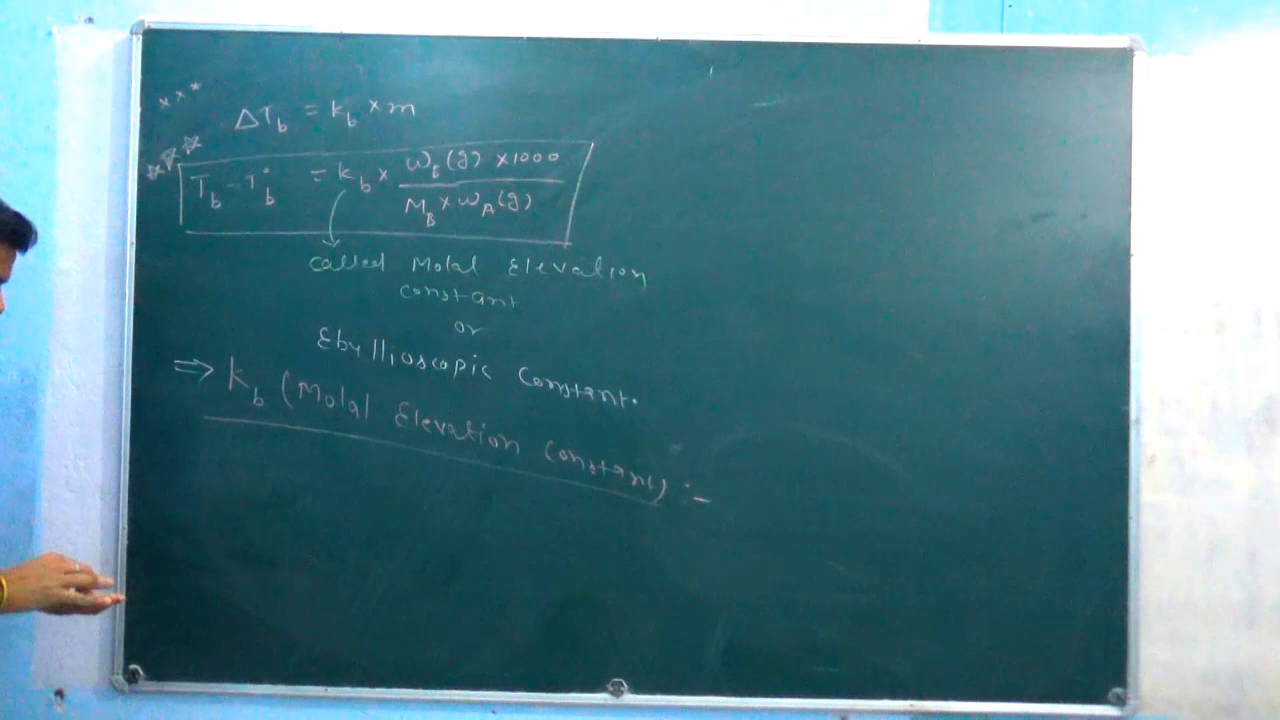 × × ×
ΔT_b = k_b × m
☆ ☆ ☆
T_b - T°_b = k_b × (w_B(g) × 1000) / (M_B × w_A(g))
called Molal Elevation
constant
or
Ebyllioscopic Constant.
⇒ K_b (Molal Elevation Constant) :-